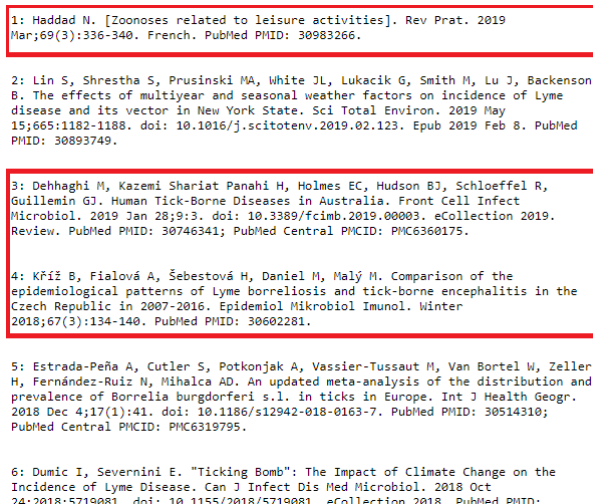 1: Haddad N. [Zoonoses related to leisure activities]. Rev Prat. 2019
Mar;69(3):336-340. French. PubMed PMID: 30983266.
2: Lin S, Shrestha S, Prusinski MA, White JL, Lukacik G, Smith M, Lu J, Backenson
B. The effects of multiyear and seasonal weather factors on incidence of Lyme
disease and its vector in New York State. Sci Total Environ. 2019 May
15;665:1182-1188. doi: 10.1016/j.scitotenv.2019.02.123. Epub 2019 Feb 8. PubMed
PMID: 30893749.
3: Dehhaghi M, Kazemi Shariat Panahi H, Holmes EC, Hudson BJ, Schloeffel R,
Guillemin GJ. Human Tick-Borne Diseases in Australia. Front Cell Infect
Microbiol. 2019 Jan 28;9:3. doi: 10.3389/fcimb.2019.00003. eCollection 2019.
Review. PubMed PMID: 30746341; PubMed Central PMCID: PMC6360175.
4: Kříž B, Fialová A, Šebestová H, Daniel M, Malý M. Comparison of the
epidemiological patterns of Lyme borreliosis and tick-borne encephalitis in the
Czech Republic in 2007-2016. Epidemiol Mikrobiol Imunol. Winter
2018;67(3):134-140. PubMed PMID: 30602281.
5: Estrada-Peña A, Cutler S, Potkonjak A, Vassier-Tussaut M, Van Bortel W, Zeller
H, Fernández-Ruiz N, Mihalca AD. An updated meta-analysis of the distribution and
prevalence of Borrelia burgdorferi s.l. in ticks in Europe. Int J Health Geogr.
2018 Dec 4;17(1):41. doi: 10.1186/s12942-018-0163-7. PubMed PMID: 30514310;
PubMed Central PMCID: PMC6319795.
6: Dumic I, Severnini E. "Ticking Bomb": The Impact of Climate Change on the
Incidence of Lyme Disease. Can J Infect Dis Med Microbiol. 2018 Oct
24;2018:5719081. doi: 10.1155/2018/5719081. eCollection 2018. PubMed PMID: